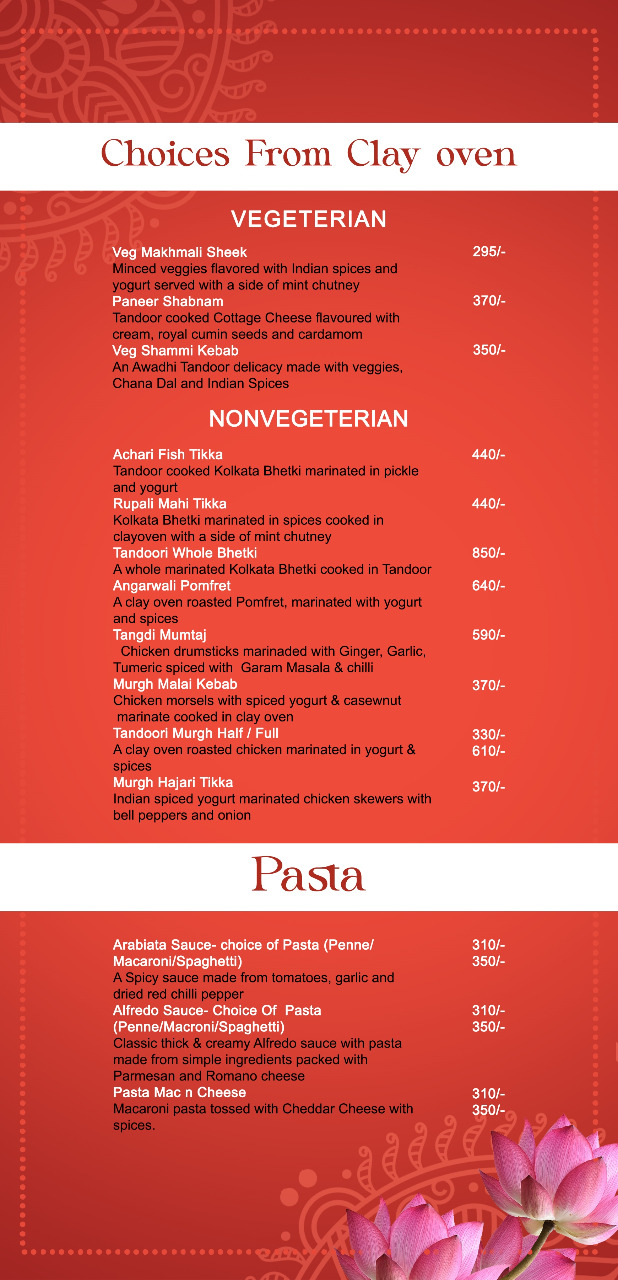 Choices From Clay oven
VEGETERIAN
Veg Makhmali Sheek 295/-
Minced veggies flavored with Indian spices and
yogurt served with a side of mint chutney
Paneer Shabnam 370/-
Tandoor cooked Cottage Cheese flavoured with
cream, royal cumin seeds and cardamom
Veg Shammi Kebab 350/-
An Awadhi Tandoor delicacy made with veggies,
Chana Dal and Indian Spices
NONVEGETERIAN
Achari Fish Tikka 440/-
Tandoor cooked Kolkata Bhetki marinated in pickle
and yogurt
Rupali Mahi Tikka 440/-
Kolkata Bhetki marinated in spices cooked in
clayoven with a side of mint chutney
Tandoori Whole Bhetki 850/-
A whole marinated Kolkata Bhetki cooked in Tandoor
Angarwali Pomfret 640/-
A clay oven roasted Pomfret, marinated with yogurt
and spices
Tangdi Mumtaj 590/-
Chicken drumsticks marinaded with Ginger, Garlic,
Tumeric spiced with Garam Masala & chilli
Murgh Malai Kebab 370/-
Chicken morsels with spiced yogurt & casewnut
marinate cooked in clay oven
Tandoori Murgh Half / Full 330/-
A clay oven roasted chicken marinated in yogurt & 610/-
spices
Murgh Hajari Tikka 370/-
Indian spiced yogurt marinated chicken skewers with
bell peppers and onion
Pasta
Arabiata Sauce- choice of Pasta (Penne/ 310/-
Macaroni/Spaghetti) 350/-
A Spicy sauce made from tomatoes, garlic and
dried red chilli pepper
Alfredo Sauce- Choice Of Pasta 310/-
(Penne/Macroni/Spaghetti) 350/-
Classic thick & creamy Alfredo sauce with pasta
made from simple ingredients packed with
Parmesan and Romano cheese
Pasta Mac n Cheese 310/-
Macaroni pasta tossed with Cheddar Cheese with 350/-
spices.